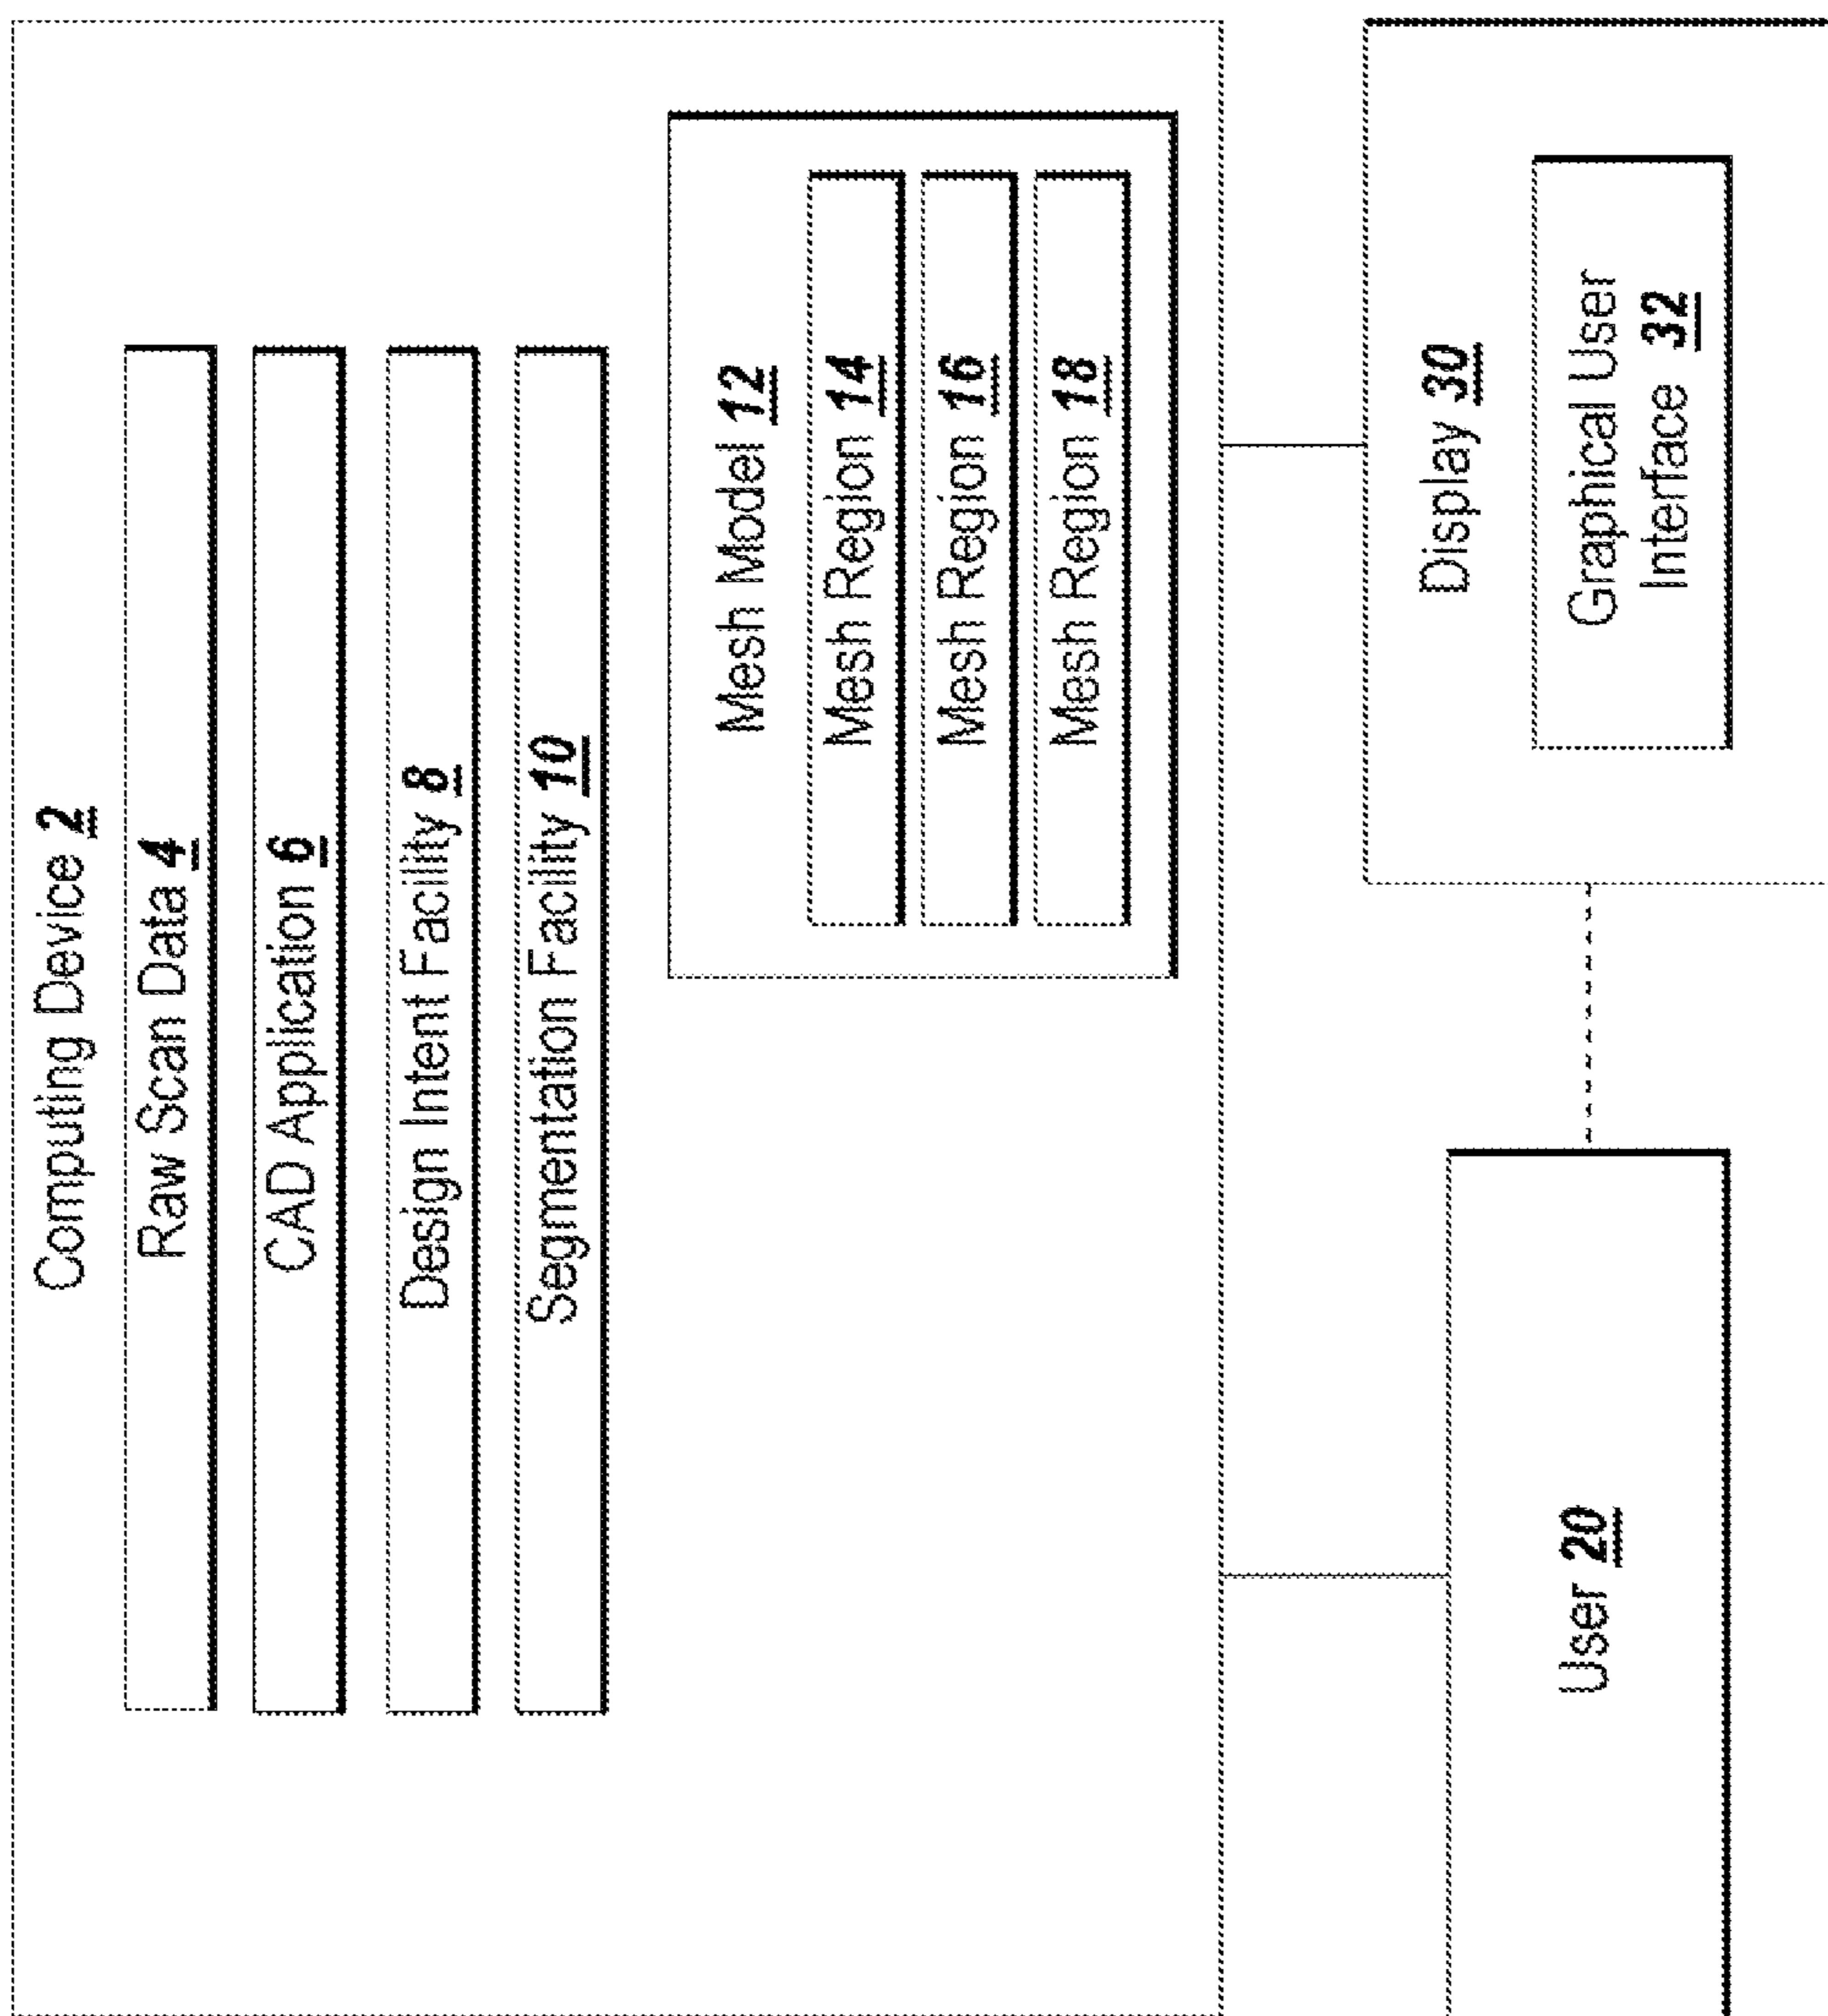 Computing Device 2
Raw Scan Data 4
CAD Application 6
Design Intent Facility 8
Segmentation Facility 10
Mesh Model 12
Mesh Region 14
Mesh Region 16
Mesh Region 18
User 20
Display 30
Graphical User
Interface 32